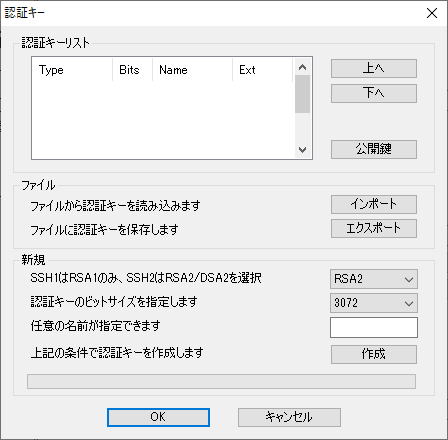 認証キー
認証キーリスト
Type Bits Name Ext
上へ
下へ
公開鍵
ファイル
ファイルから認証キーを読み込みます インポート
ファイルに認証キーを保存します エクスポート
新規
SSH1はRSA1のみ、SSH2はRSA2/DSA2を選択 RSA2
認証キーのビットサイズを指定します 3072
任意の名前が指定できます
上記の条件で認証キーを作成します 作成
OK キャンセル